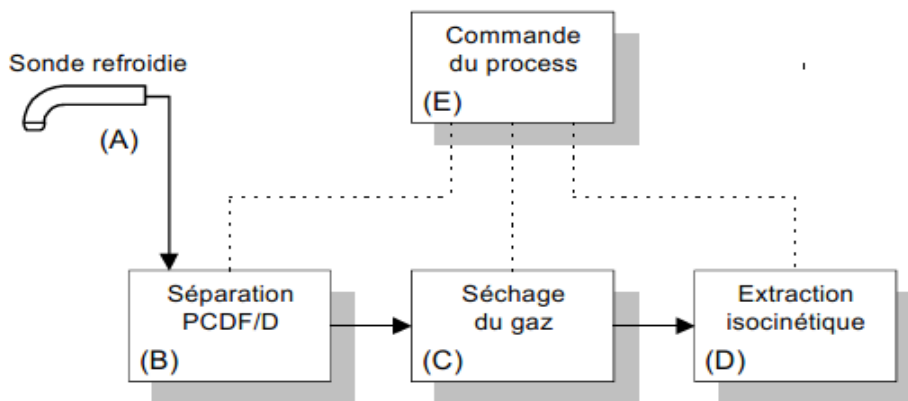 Commande
du process
(E)
Sonde refroidie
(A)
Séparation
PCDF/D
(B)
Séchage
du gaz
(C)
Extraction
isocinétique
(D)